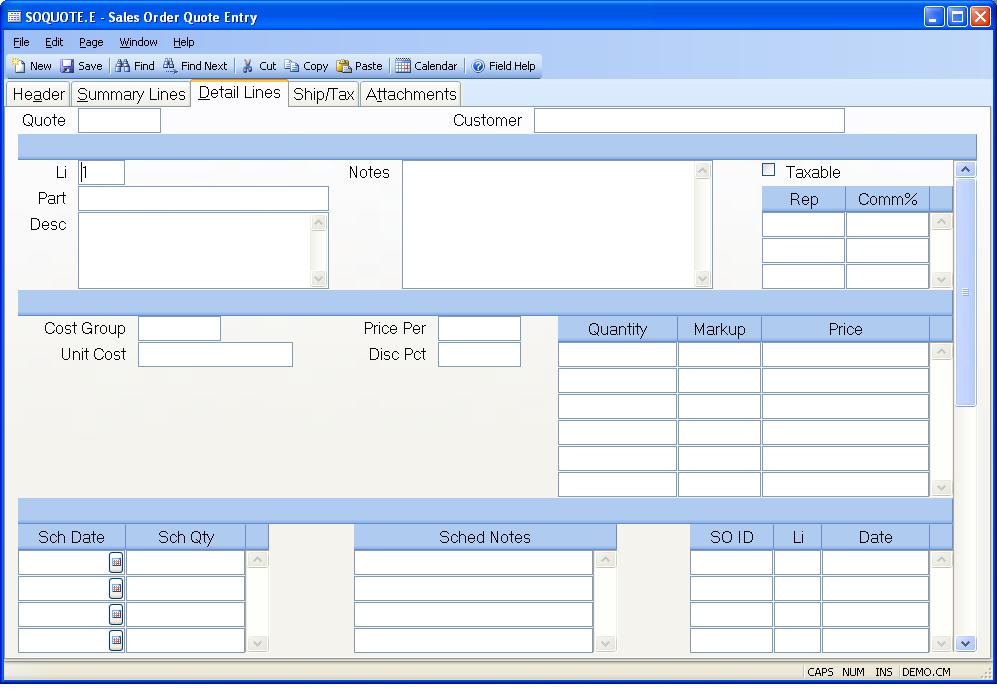 SOQUOTE.E - Sales Order Quote Entry
File Edit Page Window Help
New Save Find Find Next Cut Copy Paste Calendar Field Help
Header Summary Lines Detail Lines Ship/Tax Attachments
Quote Customer
Li 1 Notes Taxable
Part Rep Comm%
Desc
Cost Group Price Per Quantity Markup Price
Unit Cost Disc Pct
Sch Date Sch Qty Sched Notes SO ID Li Date
CAPS NUM INS DEMO.CM